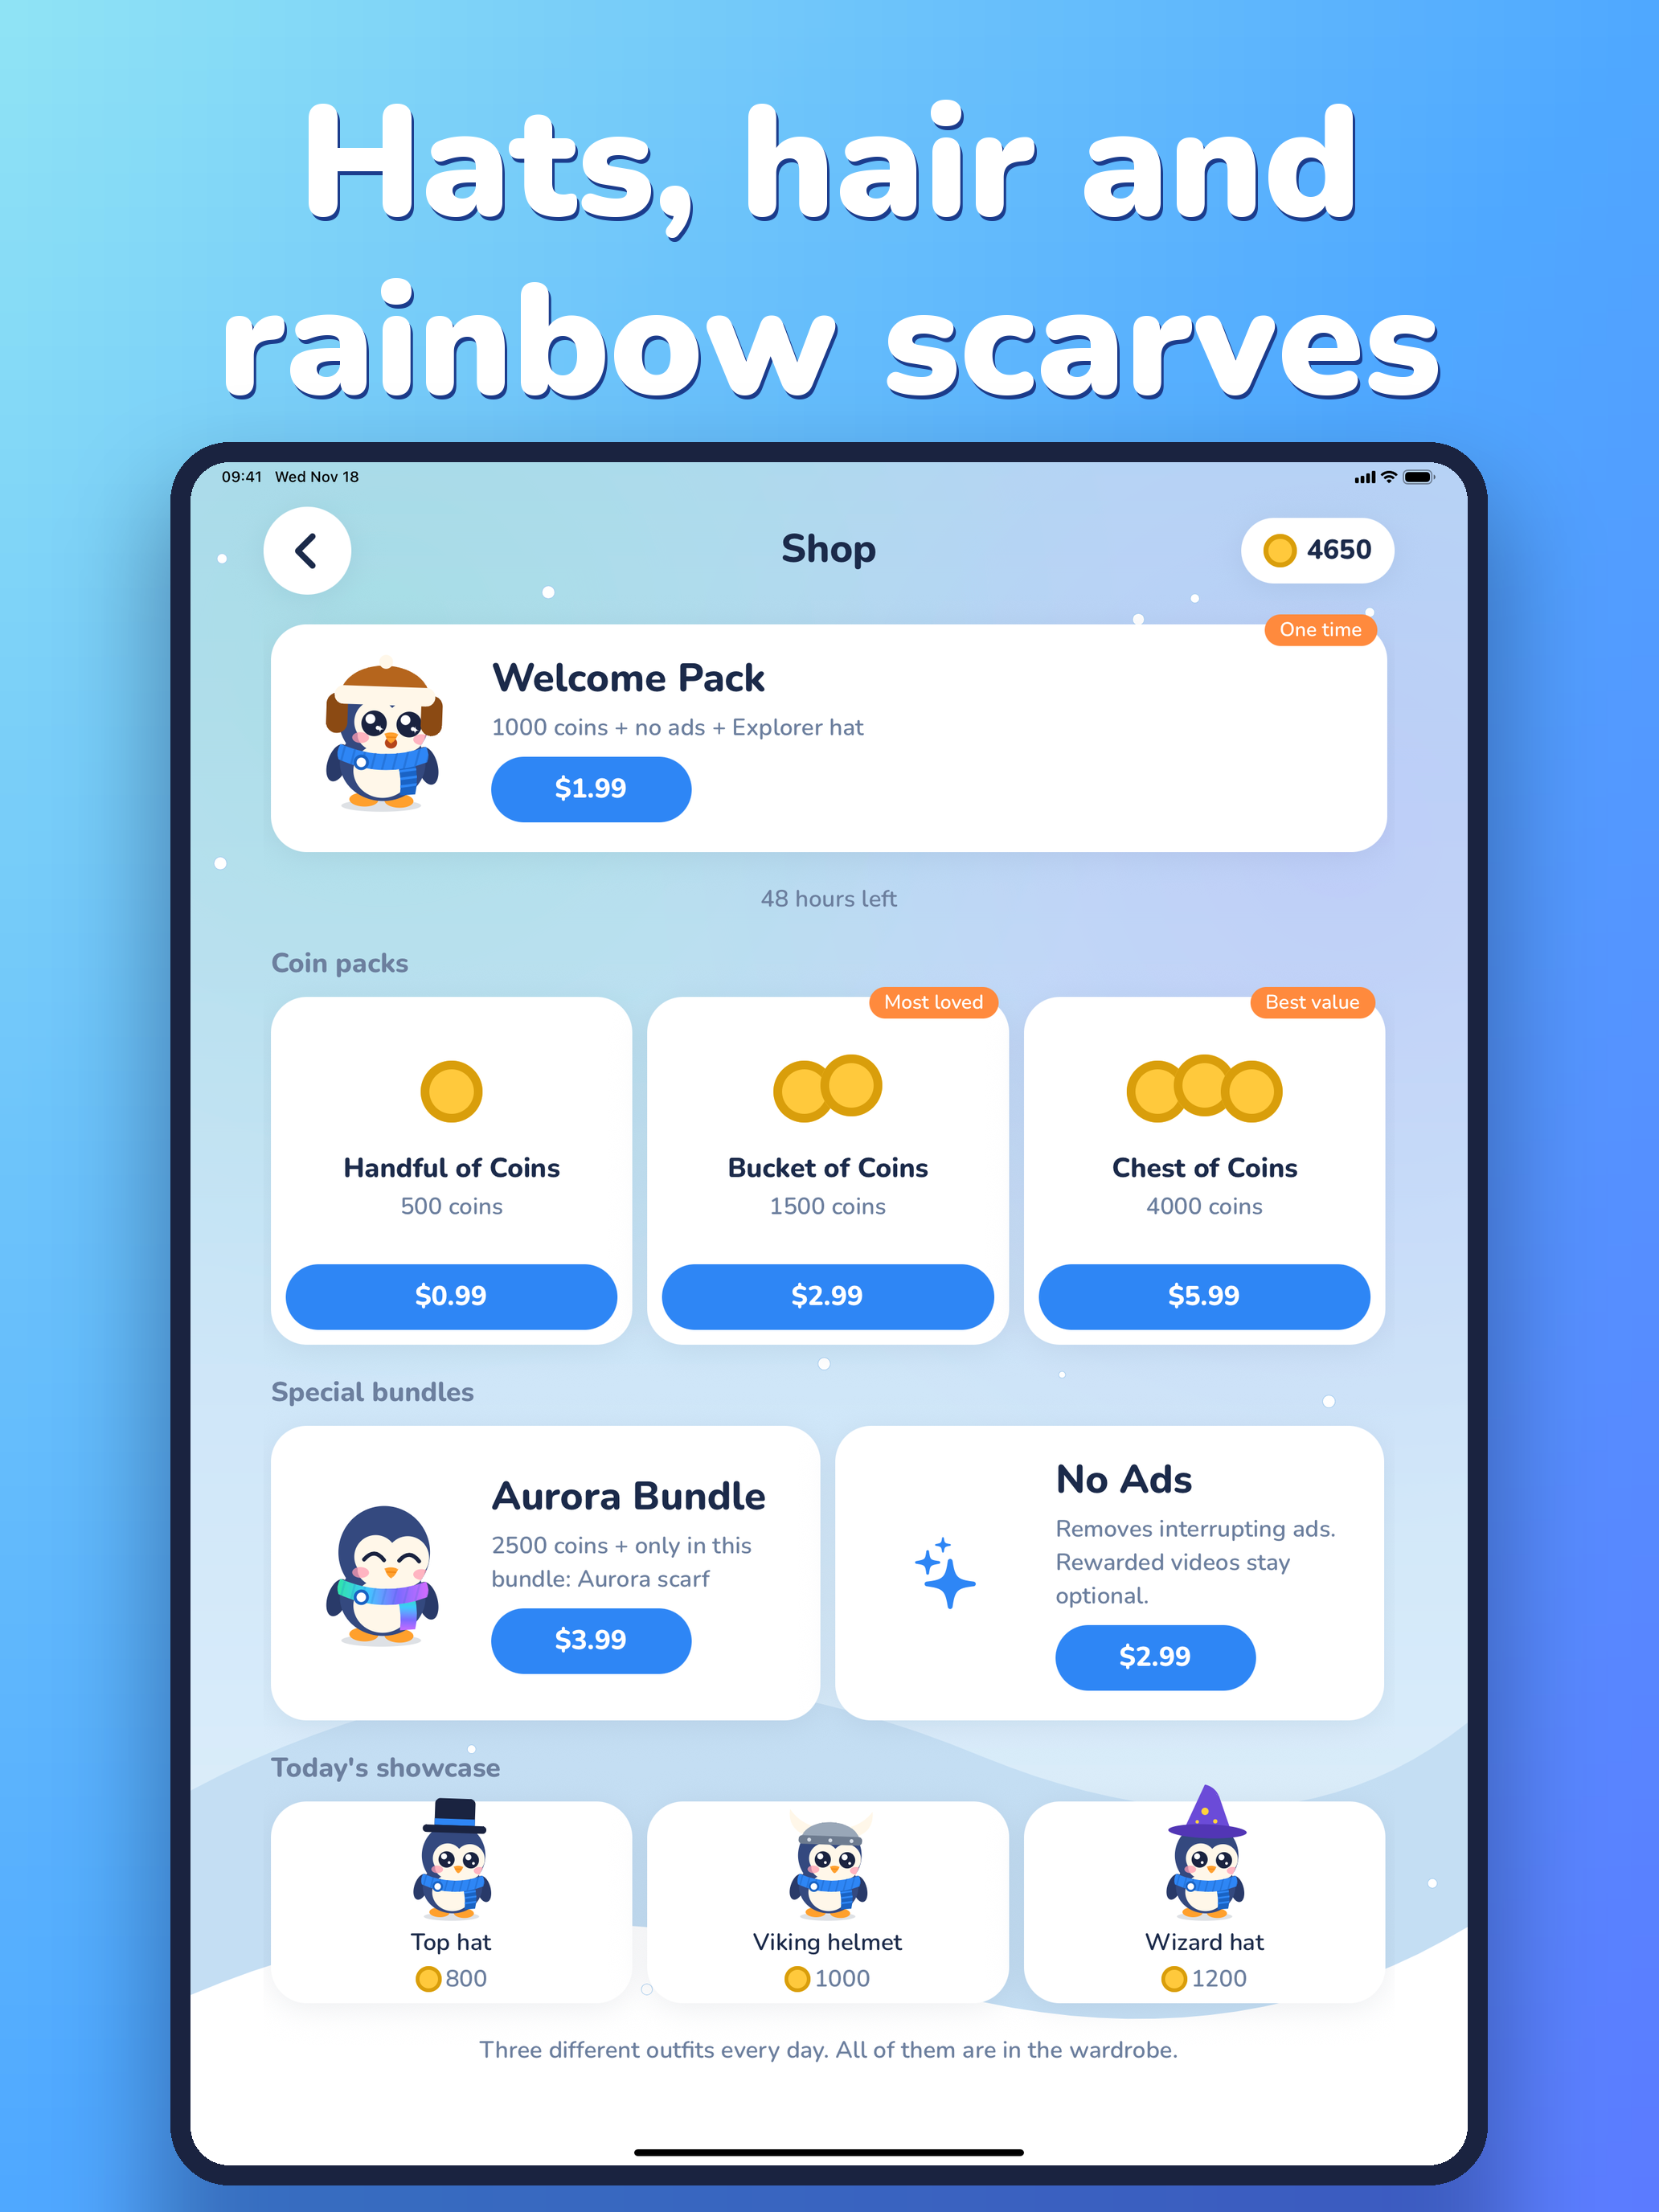 Hats, hair and
rainbow scarves
09:41 Wed Nov 18
Shop
4650
One time
Welcome Pack
1000 coins + no ads + Explorer hat
$1.99
48 hours left
Coin packs
Most loved
Best value
Handful of Coins
500 coins
$0.99
Bucket of Coins
1500 coins
$2.99
Chest of Coins
4000 coins
$5.99
Special bundles
Aurora Bundle
2500 coins + only in this
bundle: Aurora scarf
$3.99
No Ads
Removes interrupting ads.
Rewarded videos stay
optional.
$2.99
Today's showcase
Top hat
800
Viking helmet
1000
Wizard hat
1200
Three different outfits every day. All of them are in the wardrobe.